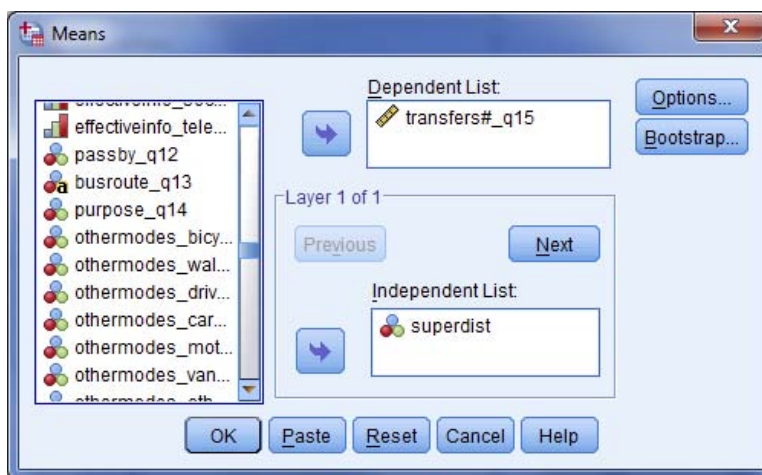 Means
Dependent List:
transfers#_q15
Options...
Bootstrap...
effectiveinfo_tele...
passby_q12
busroute_q13
purpose_q14
othermodes_bicy...
othermodes_wal...
othermodes_driv...
othermodes_car...
othermodes_mot...
othermodes_van...
Layer 1 of 1
Previous
Next
Independent List:
superdist
OK
Paste
Reset
Cancel
Help